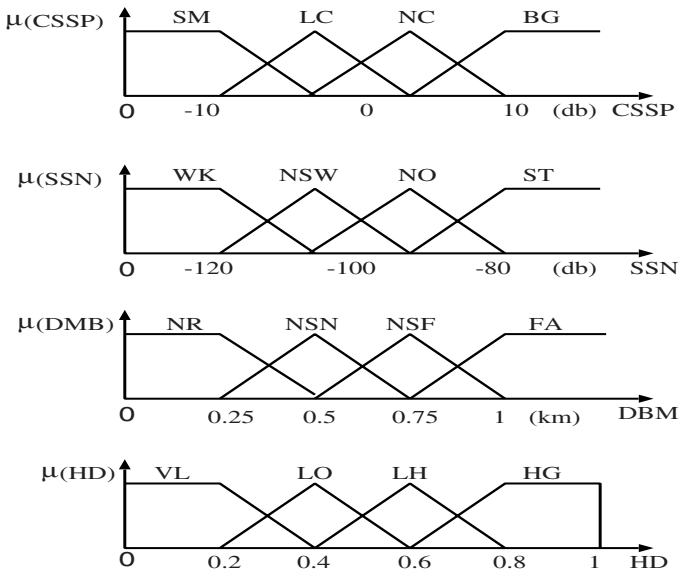 μ(CSSP) SM LC NC BG
0 -10 0 10 (db) CSSP
μ(SSN) WK NSW NO ST
0 -120 -100 -80 (db) SSN
μ(DMB) NR NSN NSF FA
0 0.25 0.5 0.75 1 (km) DBM
μ(HD) VL LO LH HG
0 0.2 0.4 0.6 0.8 1 HD